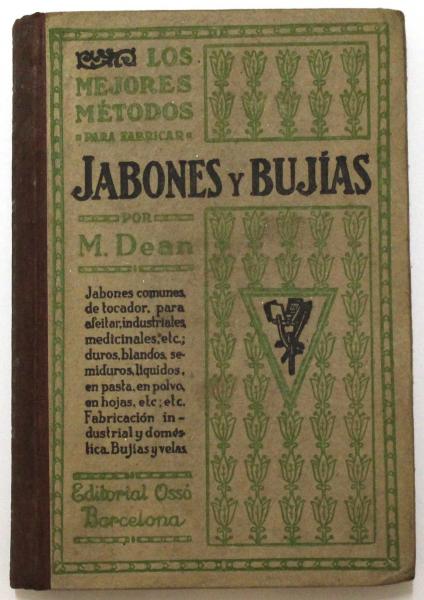 LOS
MEJORES
MÉTODOS
PARA FABRICAR
JABONES Y BUJÍAS
POR
M. Dean
Jabones comunes,
de tocador, para
afeitar, industriales,
medicinales, etc.;
duros, blandos, se-
miduros, líquidos,
en pasta, en polvo,
en hojas, etc; etc.
Fabricación in-
dustrial y domés-
tica. Bujías y velas.
Editorial Ossó
Barcelona